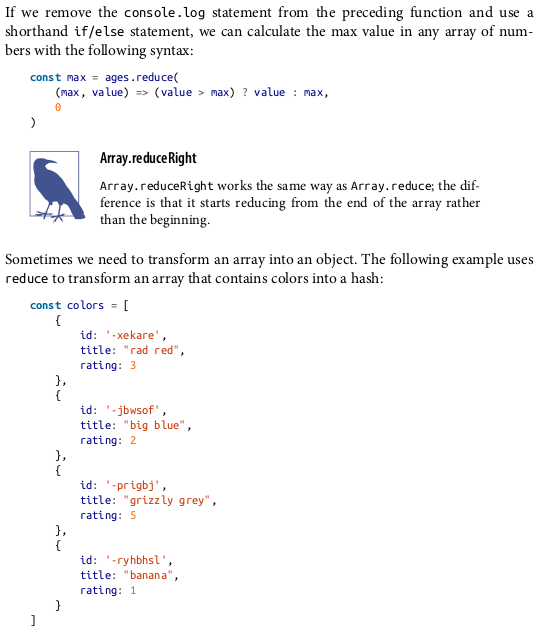 If we remove the console.log statement from the preceding function and use a
shorthand if/else statement, we can calculate the max value in any array of num-
bers with the following syntax:
const max = ages.reduce(
    (max, value) => (value > max) ? value : max,
    0
)
Array.reduceRight
Array.reduceRight works the same way as Array.reduce; the dif-
ference is that it starts reducing from the end of the array rather
than the beginning.
Sometimes we need to transform an array into an object. The following example uses
reduce to transform an array that contains colors into a hash:
const colors = [
    {
        id: '-xekare',
        title: "rad red",
        rating: 3
    },
    {
        id: '-jbwsof',
        title: "big blue",
        rating: 2
    },
    {
        id: '-prigbj',
        title: "grizzly grey",
        rating: 5
    },
    {
        id: '-ryhbhsl',
        title: "banana",
        rating: 1
    }
]